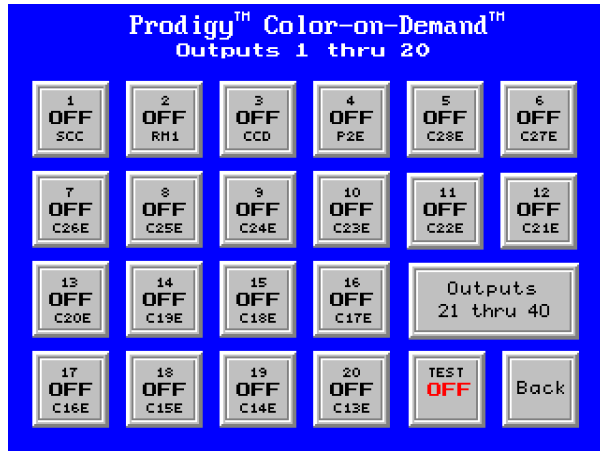 Prodigy™ Color-on-Demand™
Outputs 1 thru 20
1 2 3 4 5 6
OFF OFF OFF OFF OFF OFF
SCC RM1 CCD P2E C28E C27E
7 8 9 10 11 12
OFF OFF OFF OFF OFF OFF
C26E C25E C24E C23E C22E C21E
13 14 15 16
OFF OFF OFF OFF
C20E C19E C18E C17E
Outputs
21 thru 40
17 18 19 20 TEST
OFF OFF OFF OFF OFF Back
C16E C15E C14E C13E